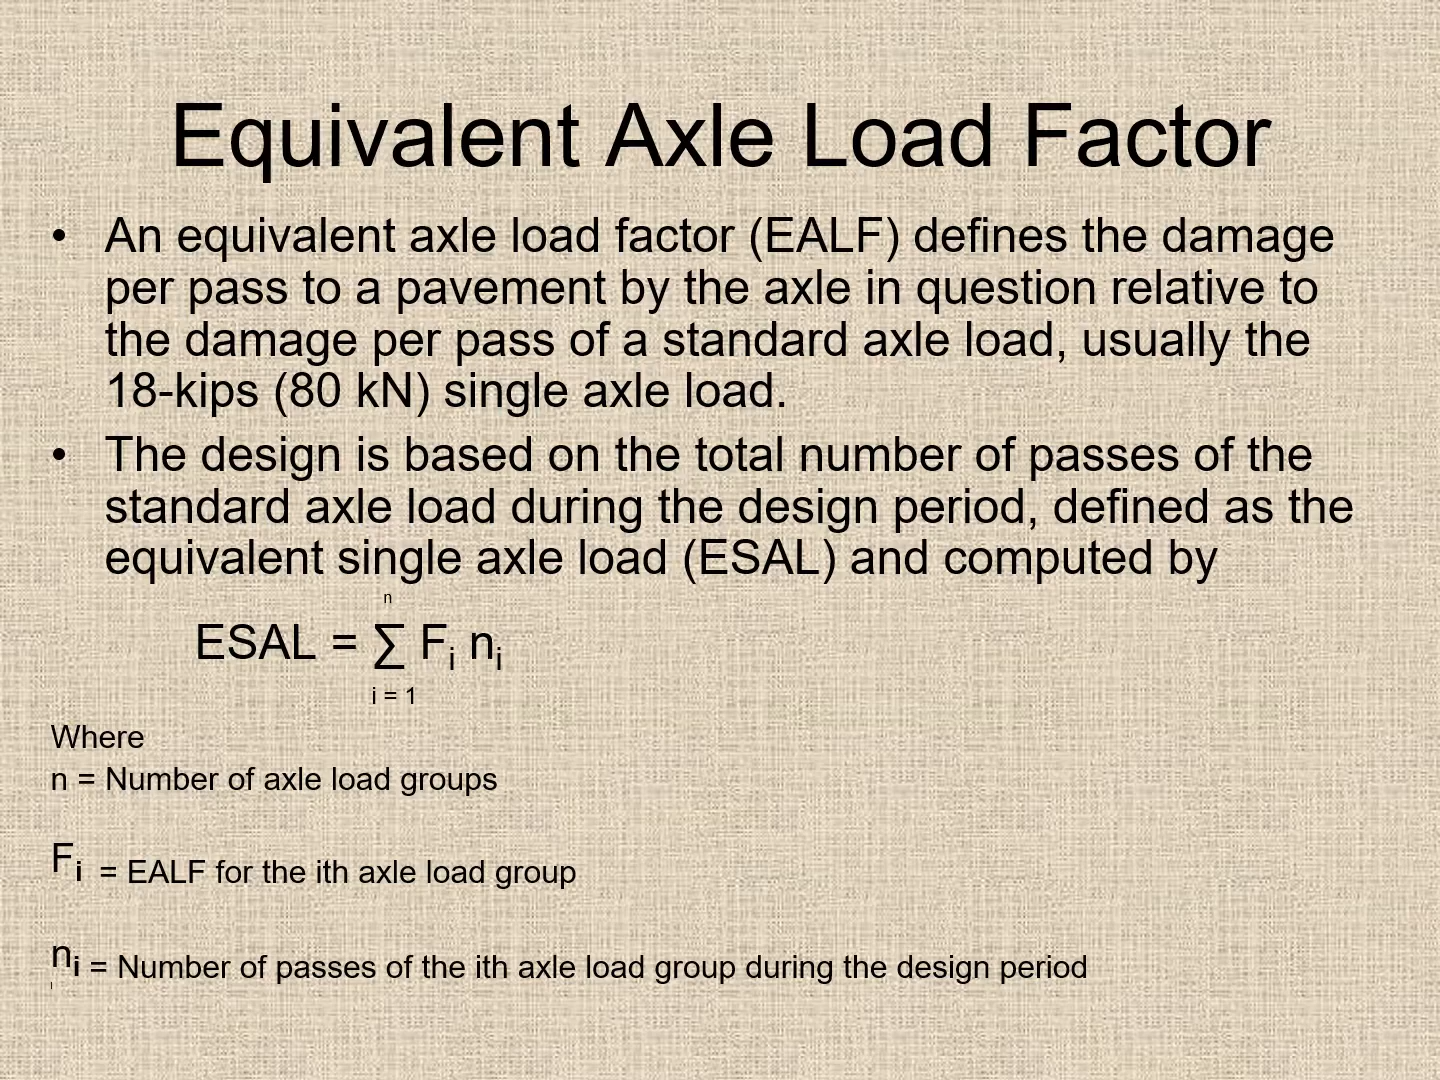 Equivalent Axle Load Factor
• An equivalent axle load factor (EALF) defines the damage
per pass to a pavement by the axle in question relative to
the damage per pass of a standard axle load, usually the
18-kips (80 kN) single axle load.
• The design is based on the total number of passes of the
standard axle load during the design period, defined as the
equivalent single axle load (ESAL) and computed by
n
ESAL = ∑ Fi ni
i = 1
Where
n = Number of axle load groups
Fi = EALF for the ith axle load group
ni = Number of passes of the ith axle load group during the design period